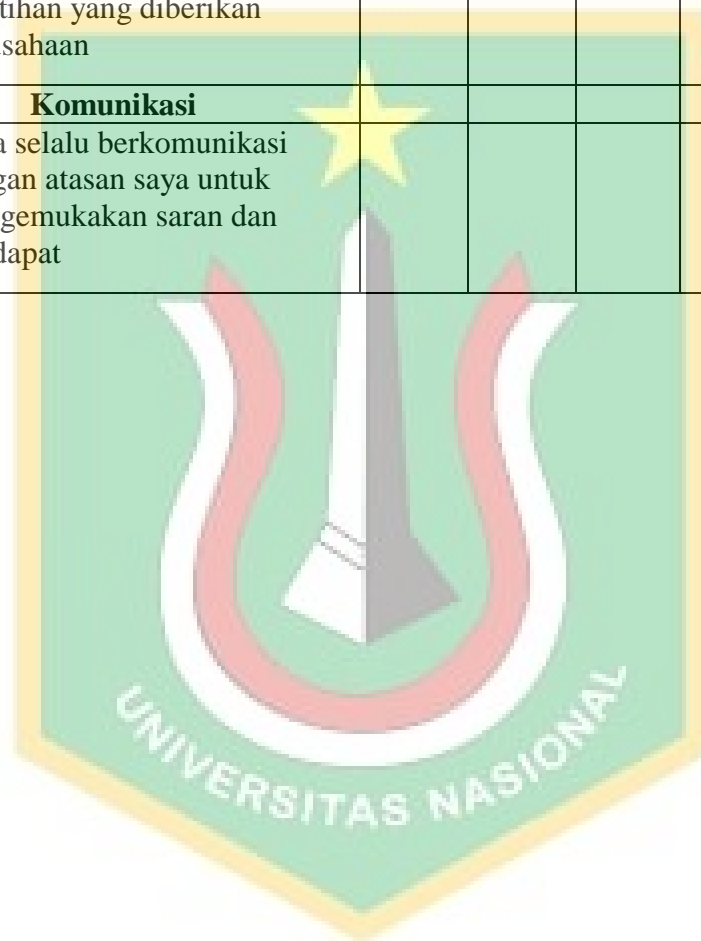 tihan yang diberikan
sahaan
Komunikasi
a selalu berkomunikasi
gan atasan saya untuk
gemukakan saran dan
dapat
UNIVERSITAS NASIONAL